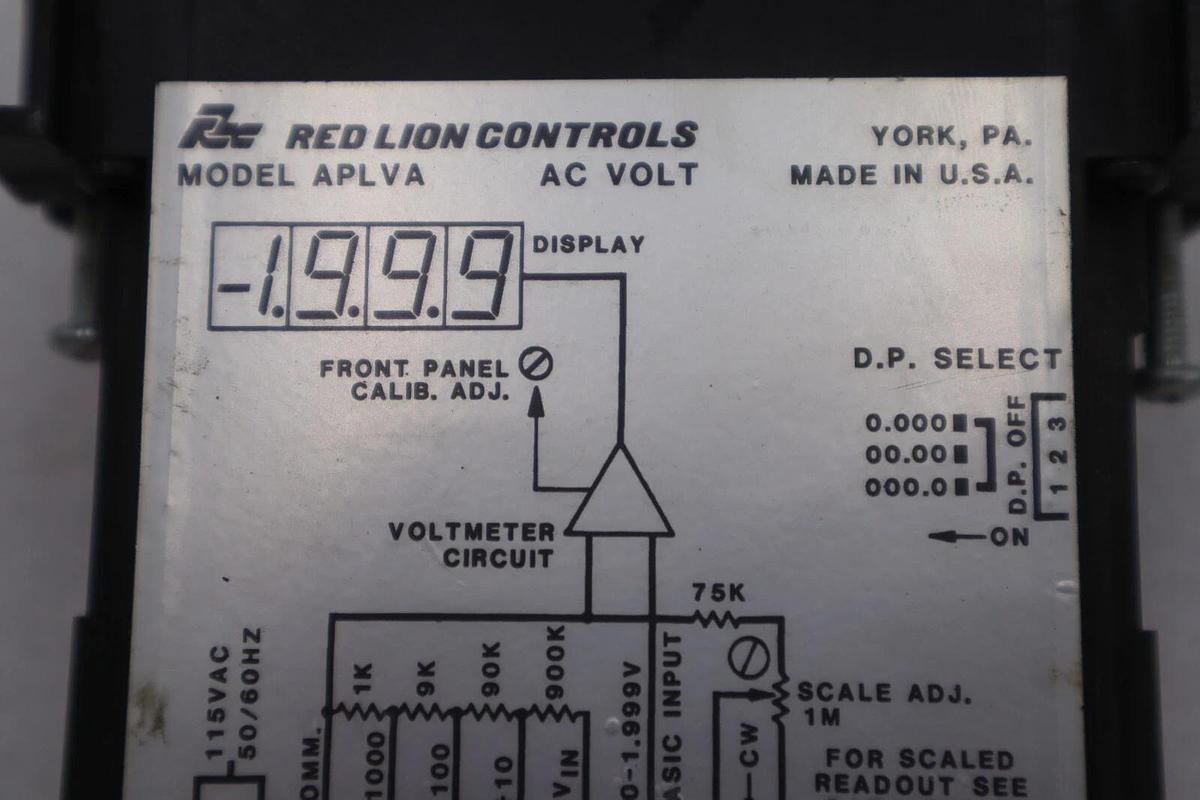 RLC RED LION CONTROLS YORK, PA.
MODEL APLVA AC VOLT MADE IN U.S.A.
-1.9.9.9 DISPLAY
FRONT PANEL
CALIB. ADJ.
D.P. SELECT
0.000
00.00
000.0
D.P. OFF
1 2 3
ON
VOLTMETER
CIRCUIT
75K
115VAC
50/60HZ
1K
9K
90K
900K
SCALE ADJ.
1M
OMM.
1000
100
10
VIN
0-1.999V
ASIC INPUT
CW
FOR SCALED
READOUT SEE